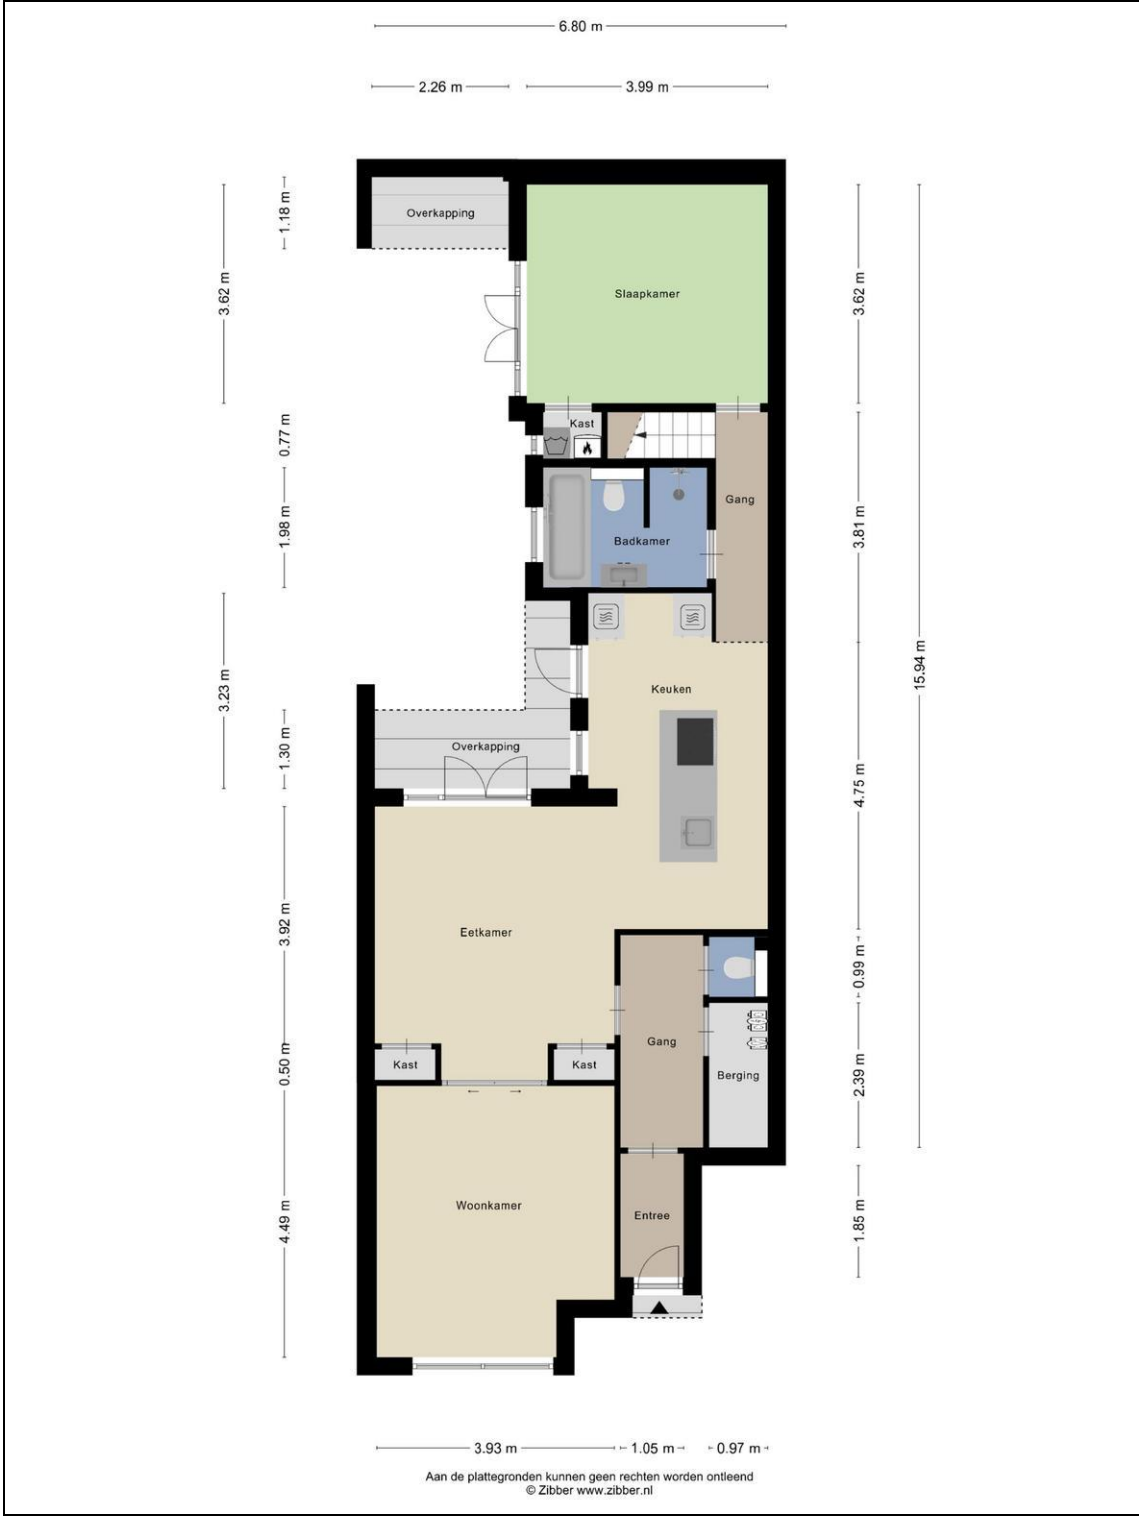 6.80 m
2.26 m
3.99 m
1.18 m
Overkapping
3.62 m
Slaapkamer
3.62 m
0.77 m
Kast
Gang
1.98 m
Badkamer
3.81 m
3.23 m
15.94 m
Keuken
1.30 m
Overkapping
4.75 m
3.92 m
Eetkamer
0.99 m
0.50 m
Kast
Kast
Gang
Berging
2.39 m
4.49 m
Woonkamer
Entree
1.85 m
3.93 m
1.05 m
0.97 m
Aan de plattegronden kunnen geen rechten worden ontleend
© Zibber www.zibber.nl